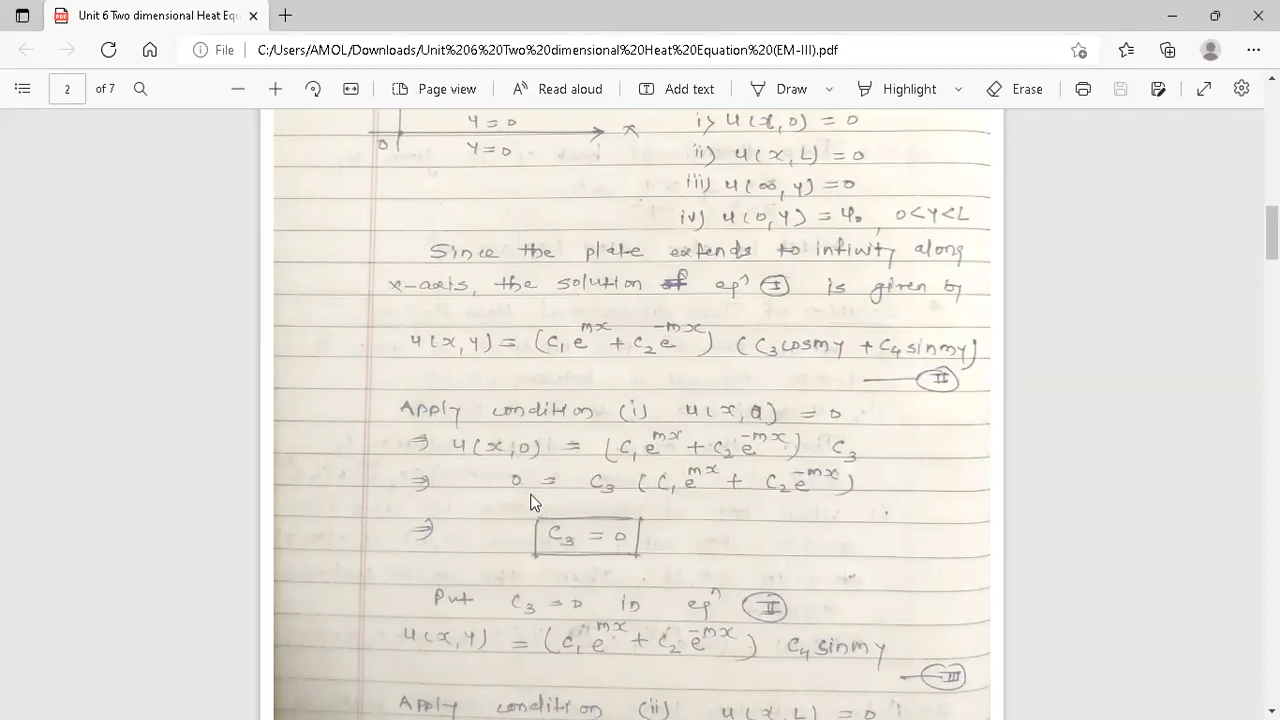 Unit 6 Two dimensional Heat Equ
File C:/Users/AMOL/Downloads/Unit%206%20Two%20dimensional%20Heat%20Equation%20(EM-III).pdf
2 of 7 Page view Read aloud Add text Draw Highlight Erase
y = 0 x i) u(x, 0) = 0
0 y = 0 ii) u(x, L) = 0
iii) u(∞, y) = 0
iv) u(0, y) = u₀, 0<y<L
Since the plate extends to infinity along
x-axis, the solution of eqⁿ (I) is given by
u(x, y) = (C₁e^mx + C₂e^-mx) (C₃cosmy + C₄sinmy)
(II)
Apply condition (i) u(x, 0) = 0
⇒ u(x, 0) = (C₁e^mx + C₂e^-mx) C₃
⇒ 0 = C₃ (C₁e^mx + C₂e^-mx)
⇒ C₃ = 0
Put C₃ = 0 in eqⁿ (II)
u(x, y) = (C₁e^mx + C₂e^-mx) C₄sinmy
(III)
Apply condition (ii) u(x, L) = 0